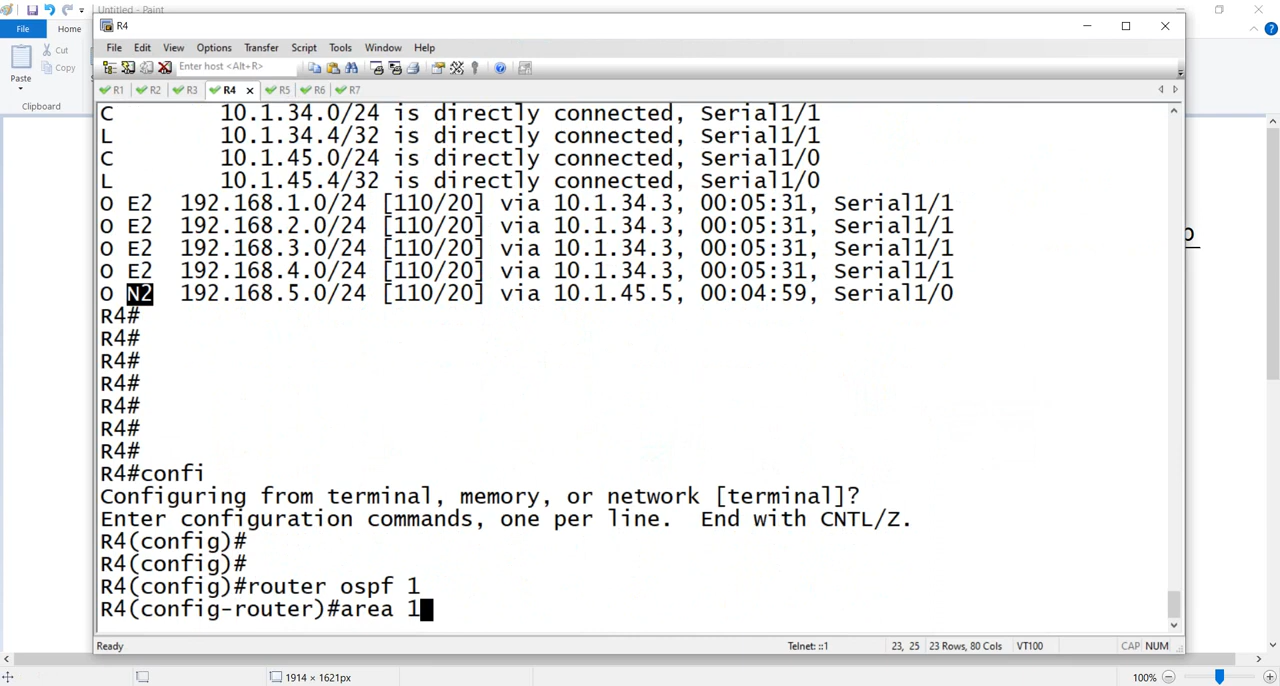 Untitled - Paint
File
Home
Cut
Copy
Paste
Clipboard
R4
File Edit View Options Transfer Script Tools Window Help
Enter host <Alt+R>
R1 R2 R3 R4 R5 R6 R7
C        10.1.34.0/24 is directly connected, Serial1/1
L        10.1.34.4/32 is directly connected, Serial1/1
C        10.1.45.0/24 is directly connected, Serial1/0
L        10.1.45.4/32 is directly connected, Serial1/0
O E2  192.168.1.0/24 [110/20] via 10.1.34.3, 00:05:31, Serial1/1
O E2  192.168.2.0/24 [110/20] via 10.1.34.3, 00:05:31, Serial1/1
O E2  192.168.3.0/24 [110/20] via 10.1.34.3, 00:05:31, Serial1/1
O E2  192.168.4.0/24 [110/20] via 10.1.34.3, 00:05:31, Serial1/1
O N2  192.168.5.0/24 [110/20] via 10.1.45.5, 00:04:59, Serial1/0
R4#
R4#
R4#
R4#
R4#
R4#
R4#
R4#confi
Configuring from terminal, memory, or network [terminal]?
Enter configuration commands, one per line.  End with CNTL/Z.
R4(config)#
R4(config)#
R4(config)#router ospf 1
R4(config-router)#area 1
Ready Telnet: ::1 23, 25 23 Rows, 80 Cols VT100 CAP NUM
1914 × 1621px 100%